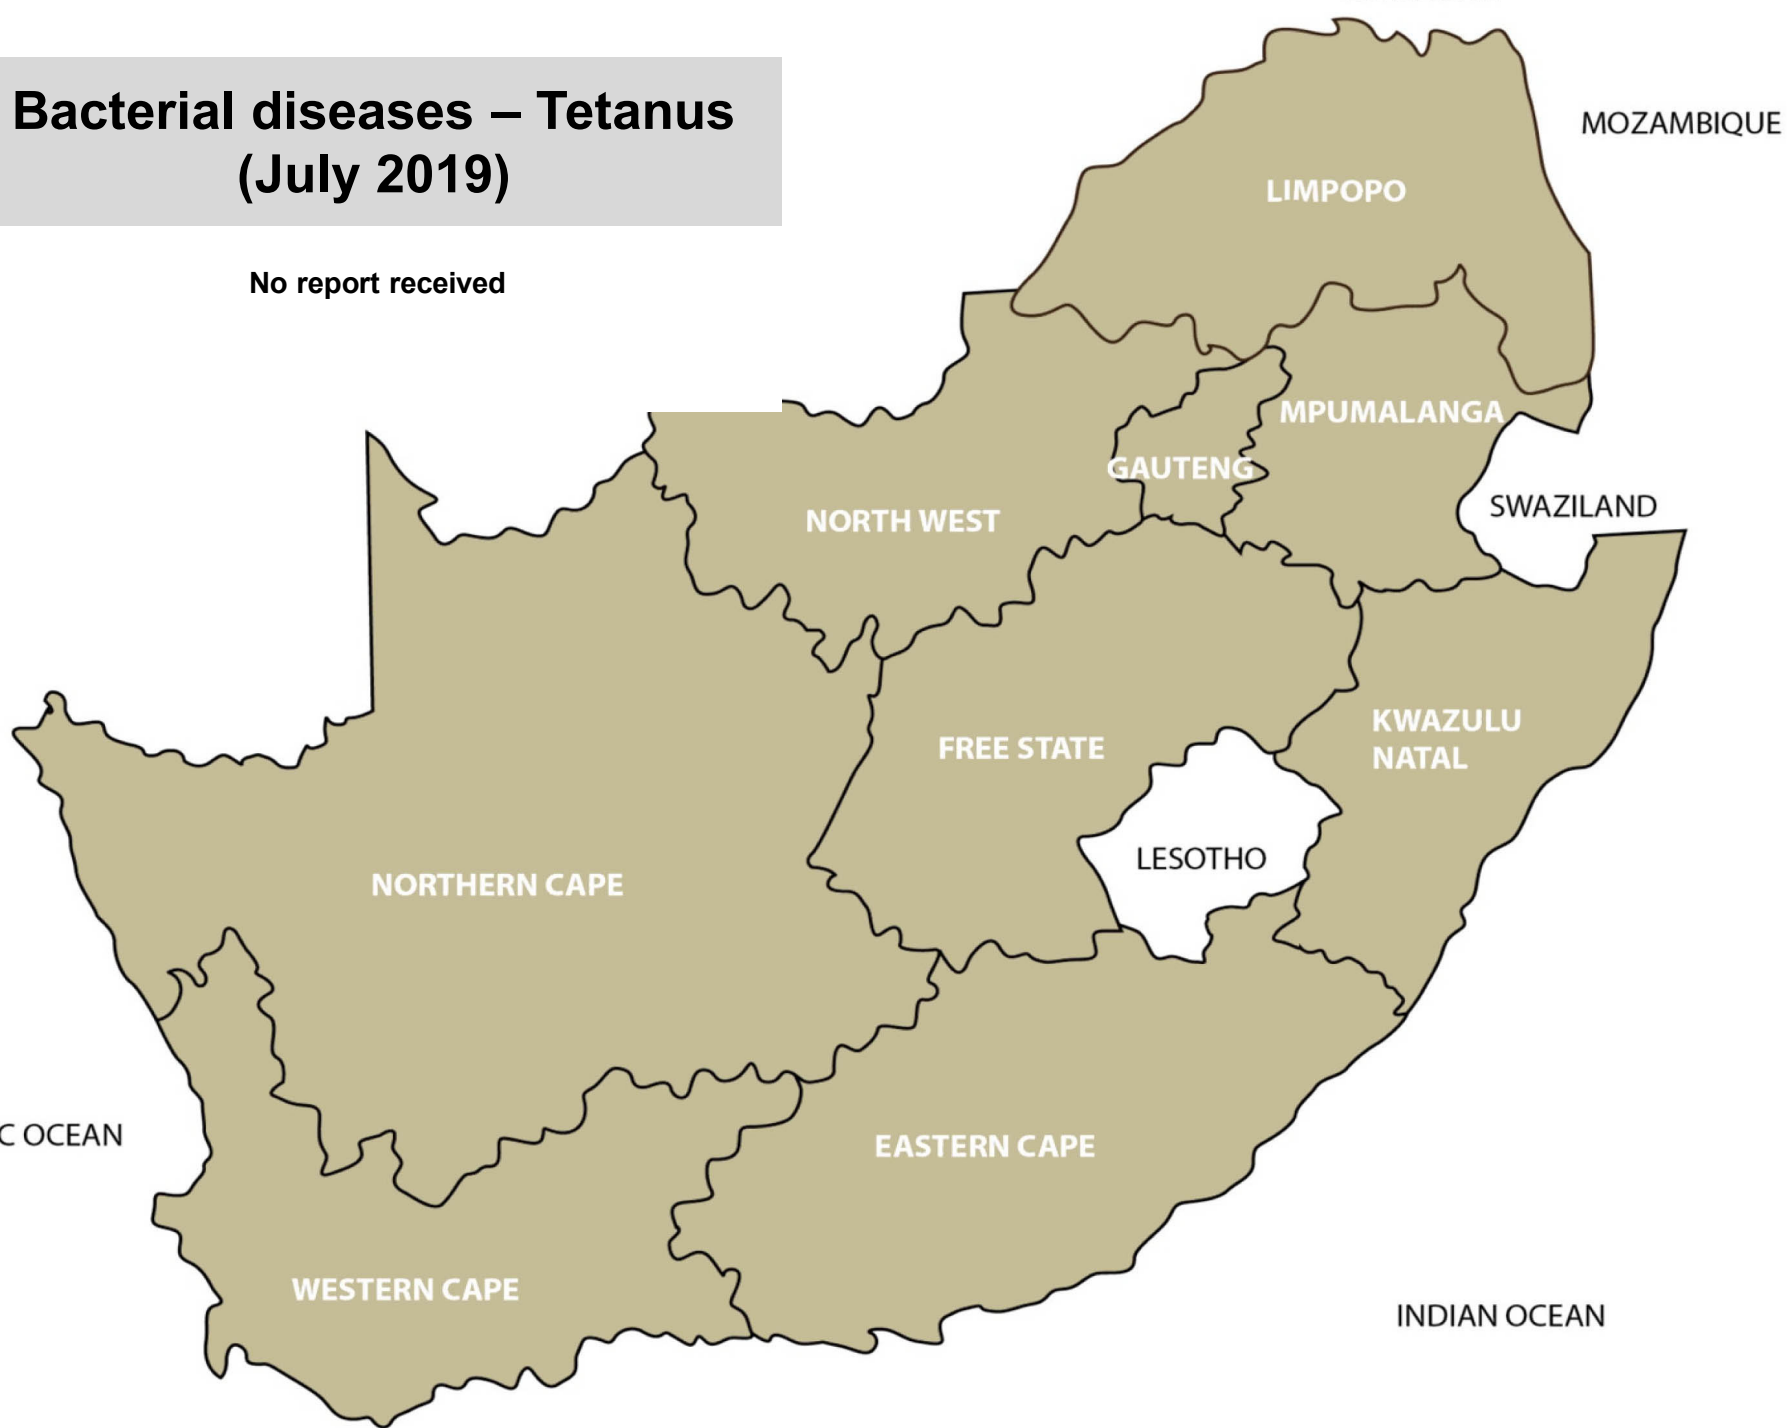 Bacterial diseases – Tetanus
(July 2019)
No report received
MOZAMBIQUE
LIMPOPO
MPUMALANGA
GAUTENG
NORTH WEST
SWAZILAND
KWAZULU
NATAL
FREE STATE
LESOTHO
NORTHERN CAPE
C OCEAN
EASTERN CAPE
WESTERN CAPE
INDIAN OCEAN